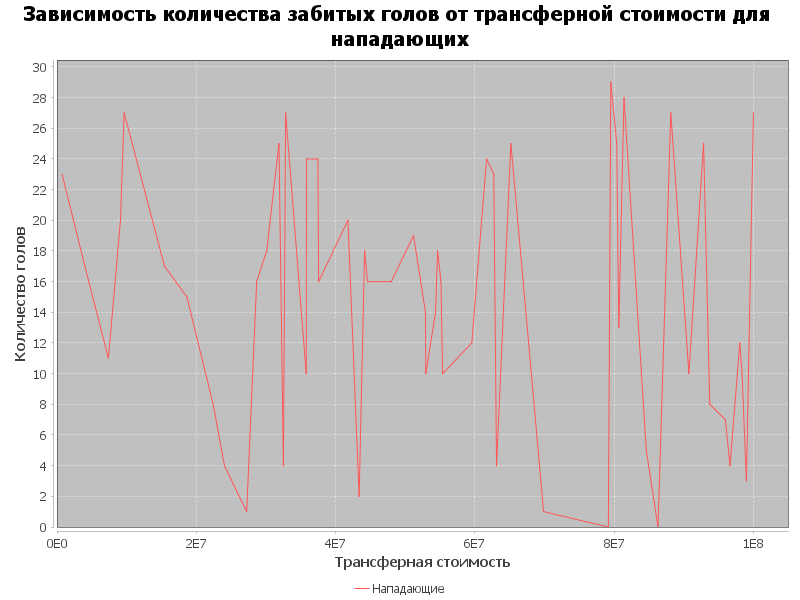 Зависимость количества забитых голов от трансферной стоимости для
нападающих
Количество голов
30
28
26
24
22
20
18
16
14
12
10
8
6
4
2
0
0E0 2E7 4E7 6E7 8E7 1E8
Трансферная стоимость
Нападающие